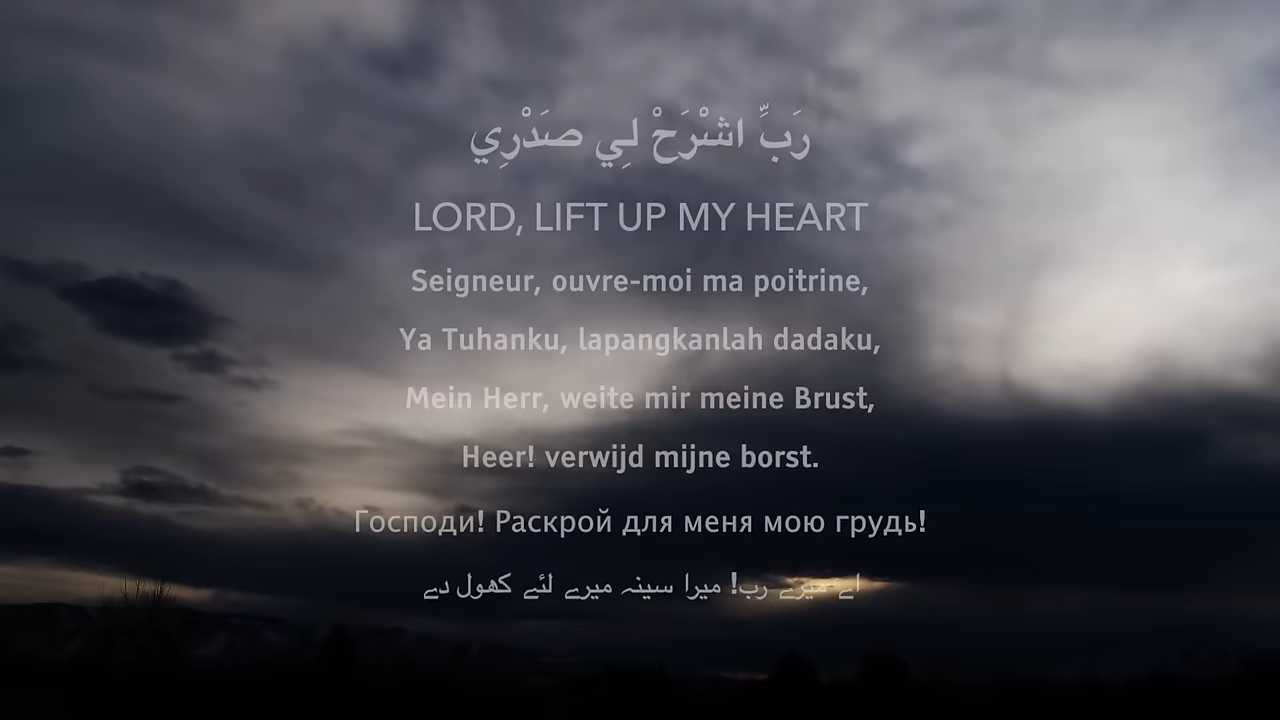 رَبِّ اشْرَحْ لِي صَدْرِي
LORD, LIFT UP MY HEART
Seigneur, ouvre-moi ma poitrine,
Ya Tuhanku, lapangkanlah dadaku,
Mein Herr, weite mir meine Brust,
Heer! verwijd mijne borst.
Господи! Раскрой для меня мою грудь!
اے میرے رب! میرا سینہ میرے لئے کھول دے